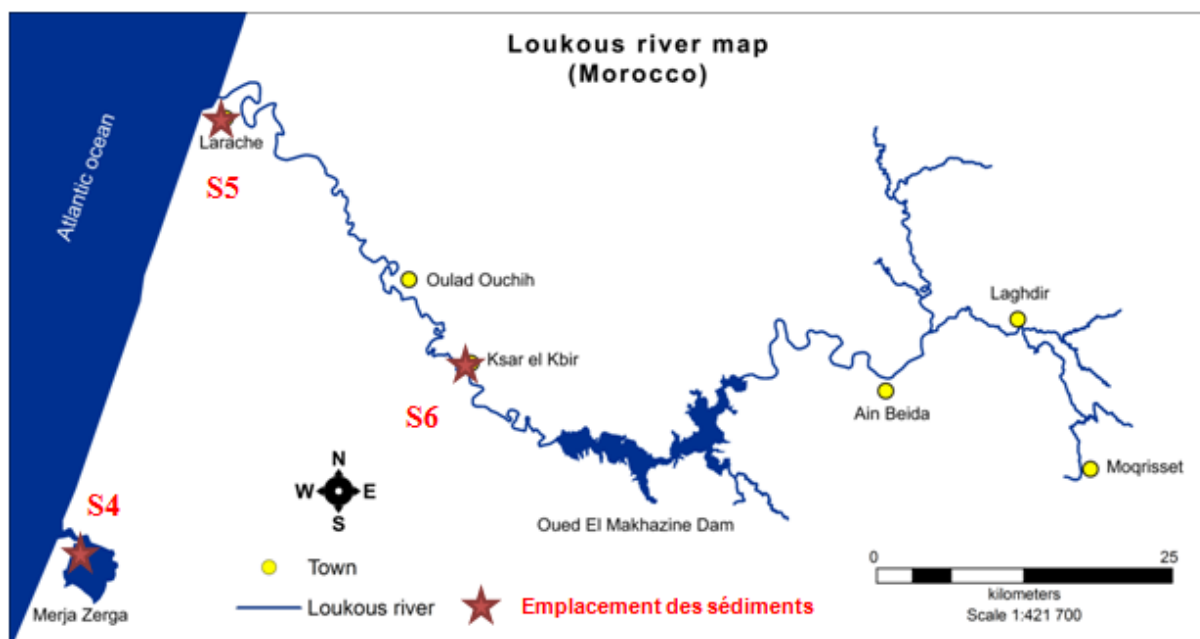 Loukous river map
(Morocco)
Atlantic ocean
Larache
S5
Oulad Ouchih
Laghdir
Ksar el Kbir
S6
Ain Beida
Moqrisset
N
W E
S
S4
Oued El Makhazine Dam
Merja Zerga
Town
Loukous river
Emplacement des sédiments
0 25
kilometers
Scale 1:421 700